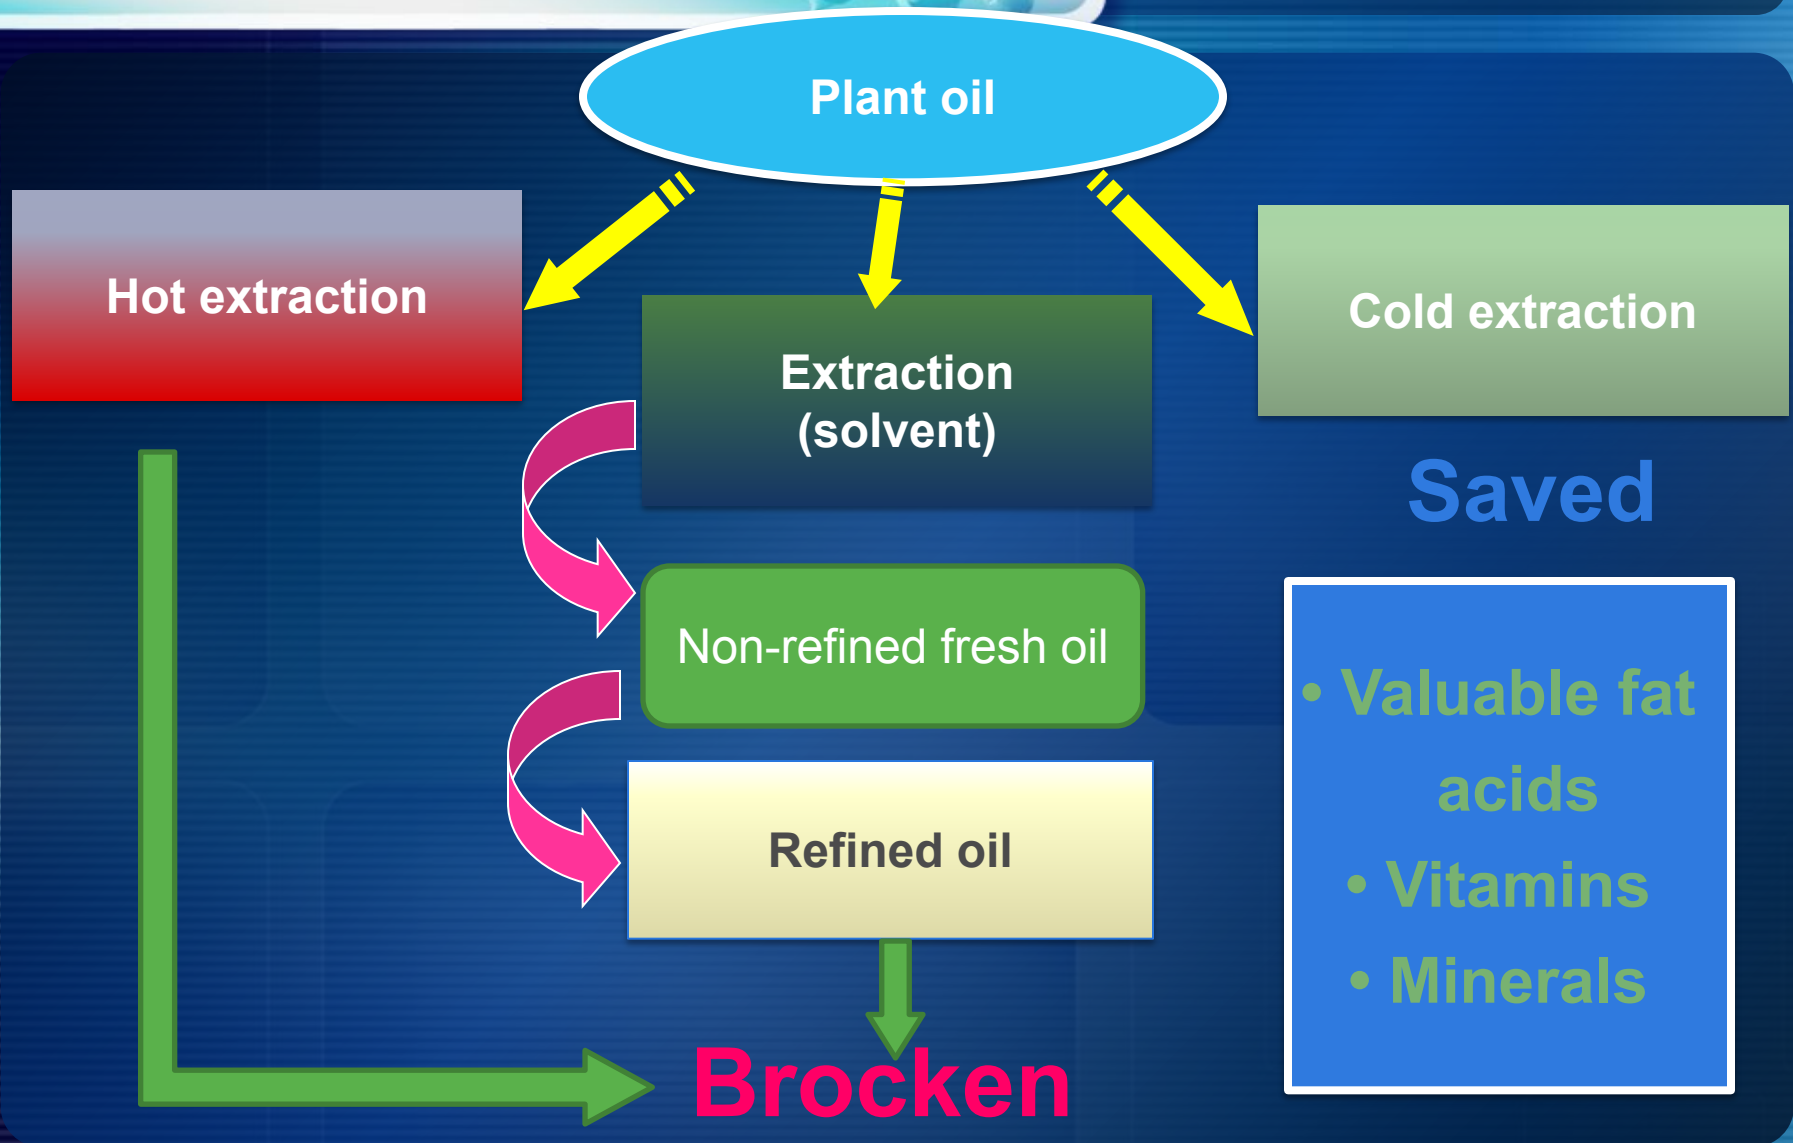 Plant oil
Hot extraction
Extraction
(solvent)
Cold extraction
Saved
Non-refined fresh oil
• Valuable fat
acids
• Vitamins
• Minerals
Refined oil
Brocken